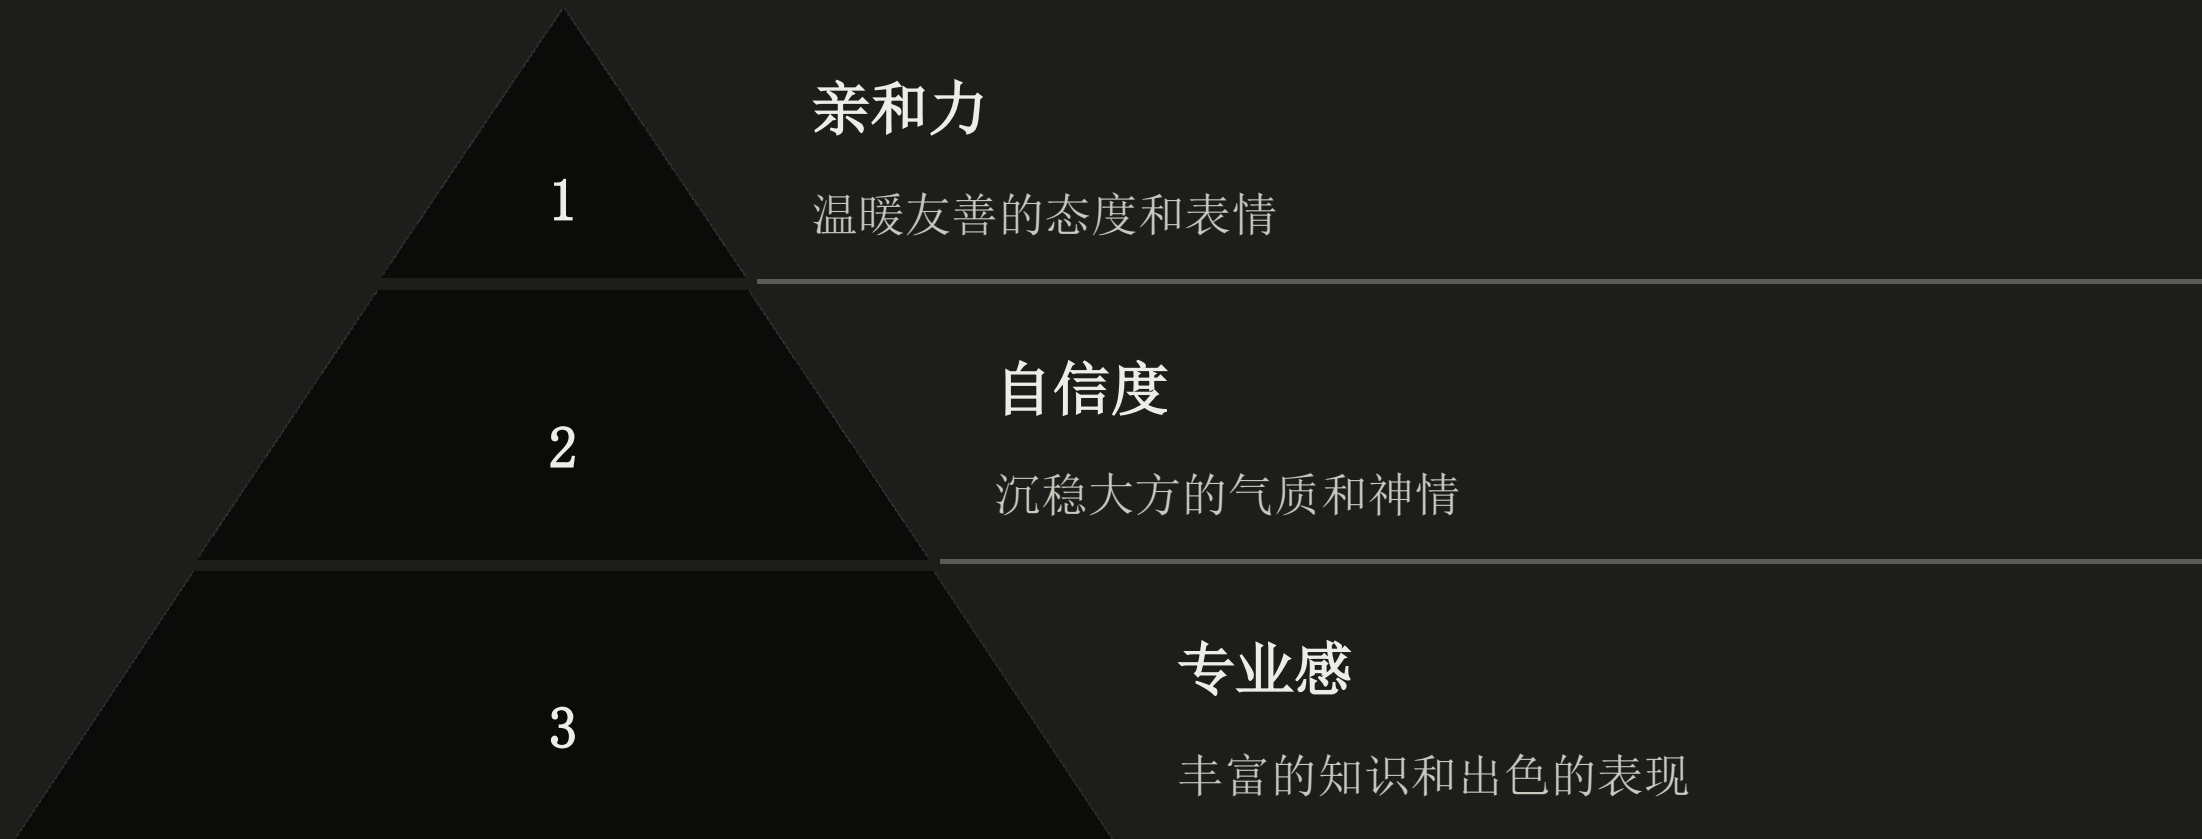 1
亲和力
温暖友善的态度和表情
2
自信度
沉稳大方的气质和神情
3
专业感
丰富的知识和出色的表现